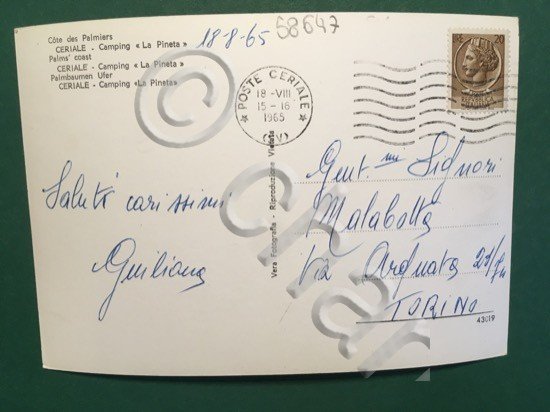 Côte des Palmiers
CERIALE - Camping « La Pineta »
Palms' coast
CERIALE - Camping « La Pineta »
Palmbaumen Ufer
CERIALE - Camping « La Pineta »
18-8-65
58647
* POSTE CERIALE *
18 -VIII
15 - 16
1965
(SV)
Saluti carissimi
Giuliana
Vera Fotografia - Riproduzione Vietata
Gent.mi Signori
Malabotta
Via Arquata
TORINO
43019
©